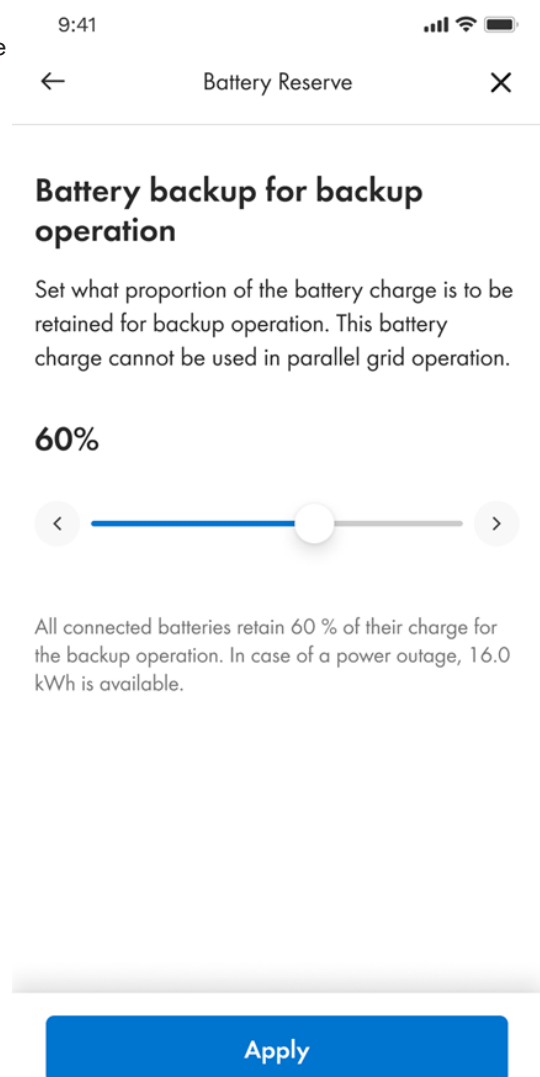 9:41
e
Battery Reserve
Battery backup for backup
operation
Set what proportion of the battery charge is to be
retained for backup operation. This battery
charge cannot be used in parallel grid operation.
60%
All connected batteries retain 60 % of their charge for
the backup operation. In case of a power outage, 16.0
kWh is available.
Apply